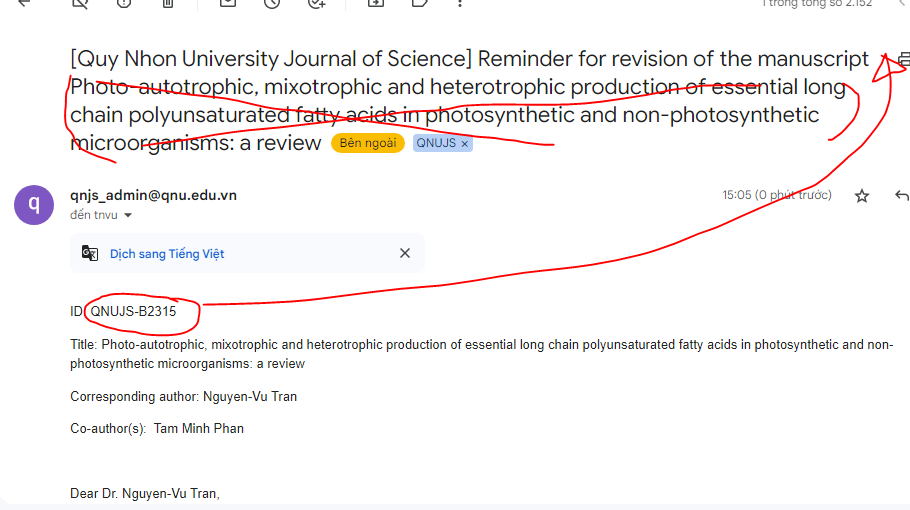 1 trong tổng số 2.152
[Quy Nhon University Journal of Science] Reminder for revision of the manuscript
Photo-autotrophic, mixotrophic and heterotrophic production of essential long
chain polyunsaturated fatty acids in photosynthetic and non-photosynthetic
microorganisms: a review Bên ngoài QNUJS ×
q
qnjs_admin@qnu.edu.vn 15:05 (0 phút trước)
đến tnvu
Dịch sang Tiếng Việt
ID QNUJS-B2315
Title: Photo-autotrophic, mixotrophic and heterotrophic production of essential long chain polyunsaturated fatty acids in photosynthetic and non-
photosynthetic microorganisms: a review
Corresponding author: Nguyen-Vu Tran
Co-author(s): Tam Minh Phan
Dear Dr. Nguyen-Vu Tran,